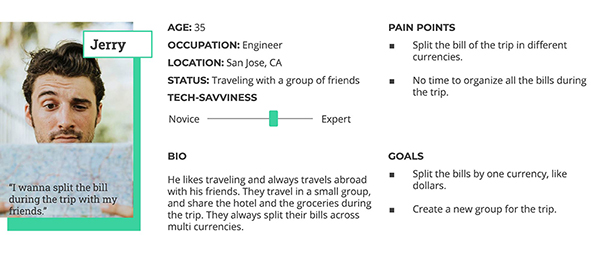 Jerry
"I wanna split the bill
during the trip with my
friends."
AGE: 35
OCCUPATION: Engineer
LOCATION: San Jose, CA
STATUS: Traveling with a group of friends
TECH-SAVVINESS
Novice Expert
BIO
He likes traveling and always travels abroad
with his friends. They travel in a small group,
and share the hotel and the groceries during
the trip. They always split their bills across
multi currencies.
PAIN POINTS
■ Split the bill of the trip in different
currencies.
■ No time to organize all the bills during
the trip.
GOALS
■ Split the bills by one currency, like
dollars.
■ Create a new group for the trip.